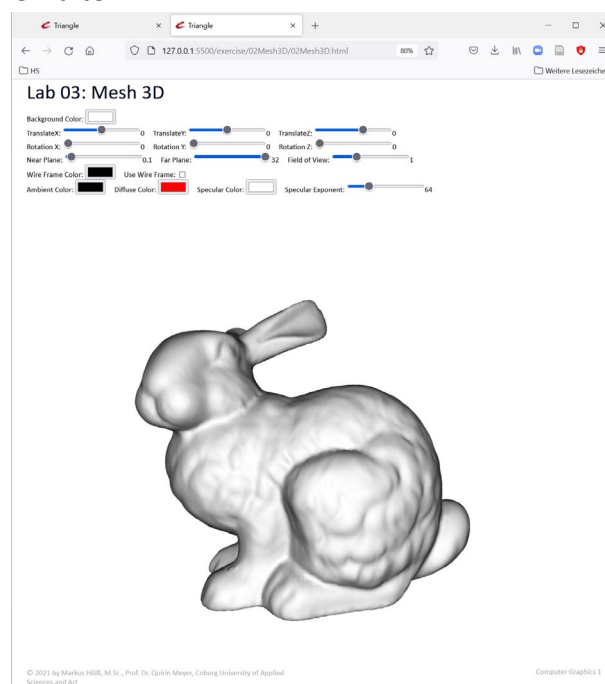 Triangle
Triangle
127.0.0.1:5500/exercise/02Mesh3D/02Mesh3D.html 80%
HS Weitere Lesezeiche
Lab 03: Mesh 3D
Background Color:
TranslateX: 0 TranslateY: 0 TranslateZ: 0
Rotation X: 0 Rotation Y: 0 Rotation Z: 0
Near Plane: 0.1 Far Plane: 32 Field of View: 1
Wire Frame Color: Use Wire Frame:
Ambient Color: Diffuse Color: Specular Color: Specular Exponent: 64
© 2021 by Markus Hülß, M.Sc., Prof. Dr. Quirin Meyer, Coburg University of Applied Computer Graphics 1
Sciences and Art